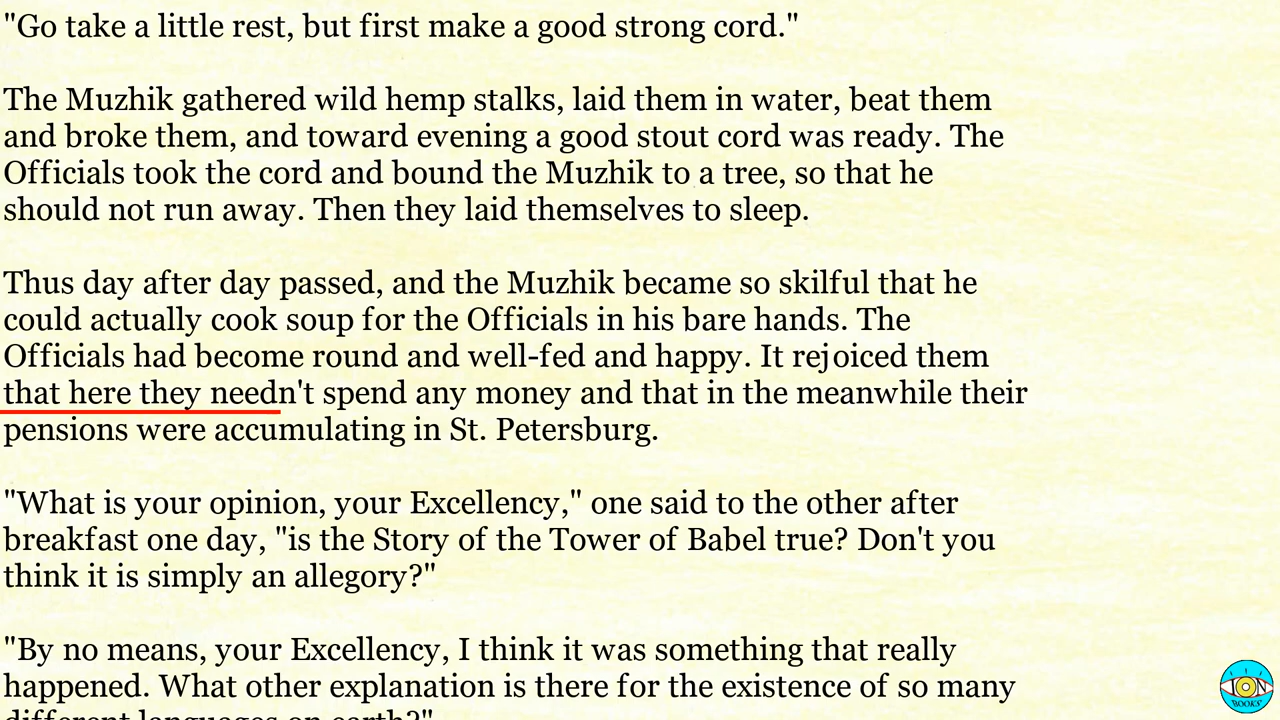 "Go take a little rest, but first make a good strong cord."
The Muzhik gathered wild hemp stalks, laid them in water, beat them
and broke them, and toward evening a good stout cord was ready. The
Officials took the cord and bound the Muzhik to a tree, so that he
should not run away. Then they laid themselves to sleep.
Thus day after day passed, and the Muzhik became so skilful that he
could actually cook soup for the Officials in his bare hands. The
Officials had become round and well-fed and happy. It rejoiced them
that here they needn't spend any money and that in the meanwhile their
pensions were accumulating in St. Petersburg.
"What is your opinion, your Excellency," one said to the other after
breakfast one day, "is the Story of the Tower of Babel true? Don't you
think it is simply an allegory?"
"By no means, your Excellency, I think it was something that really
happened. What other explanation is there for the existence of so many
different languages on earth?"
ION
BOOKS